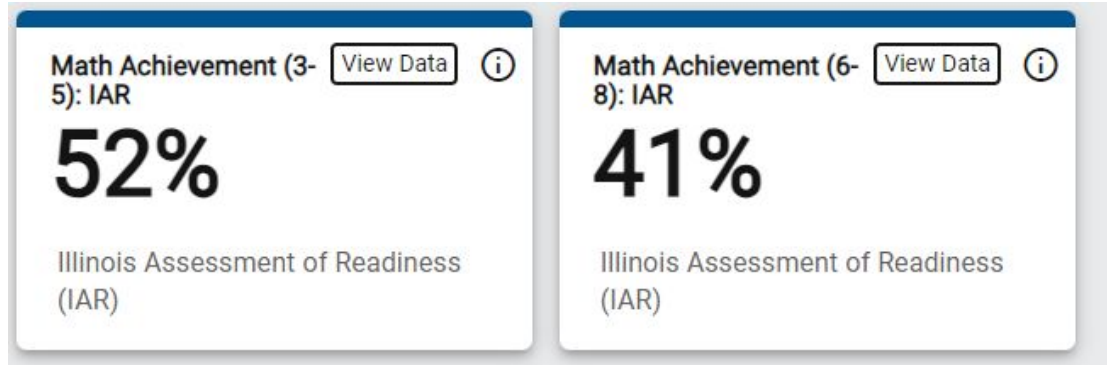 Math Achievement (3-
5): IAR
View Data
52%
Illinois Assessment of Readiness
(IAR)
Math Achievement (6-
8): IAR
View Data
41%
Illinois Assessment of Readiness
(IAR)